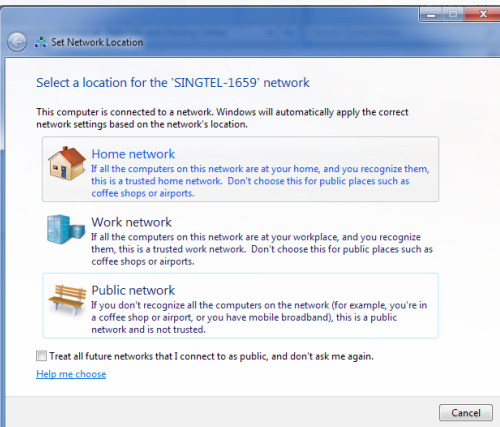 Set Network Location
Select a location for the 'SINGTEL-1659' network
This computer is connected to a network. Windows will automatically apply the correct
network settings based on the network's location.
Home network
If all the computers on this network are at your home, and you recognize them,
this is a trusted home network. Don't choose this for public places such as
coffee shops or airports.
Work network
If all the computers on this network are at your workplace, and you recognize
them, this is a trusted work network. Don't choose this for public places such as
coffee shops or airports.
Public network
If you don't recognize all the computers on the network (for example, you're in
a coffee shop or airport, or you have mobile broadband), this is a public
network and is not trusted.
Treat all future networks that I connect to as public, and don't ask me again.
Help me choose
Cancel